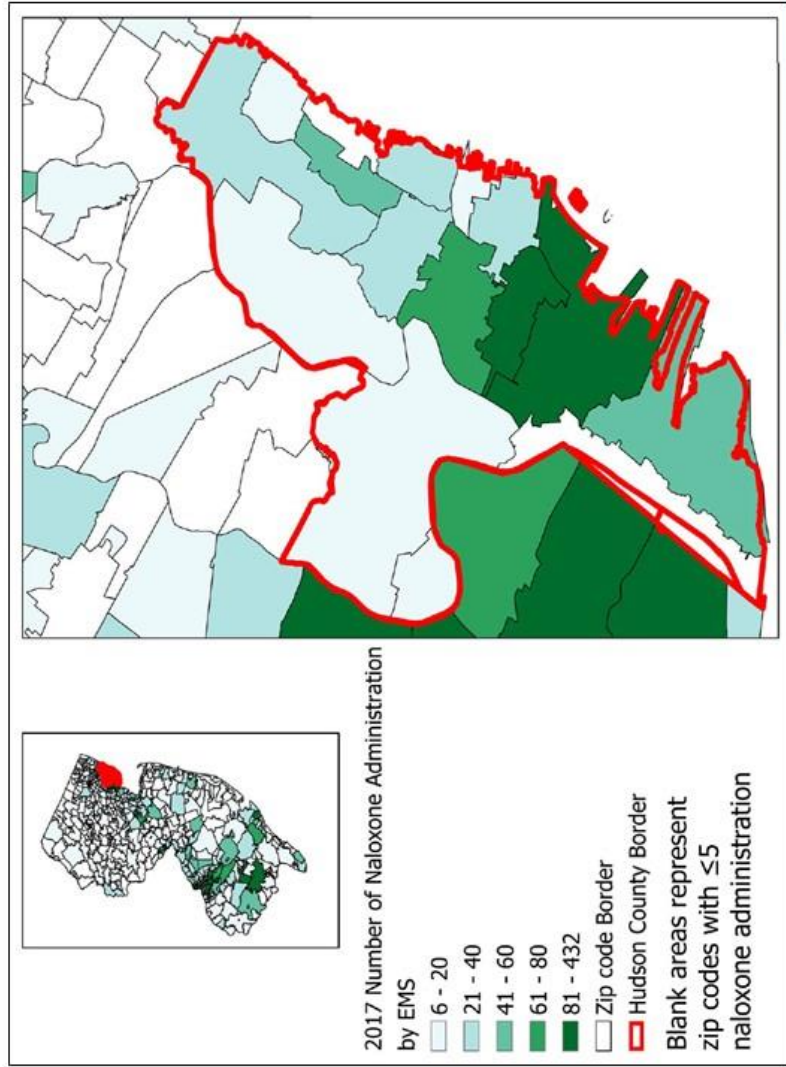 2017 Number of Naloxone Administration
by EMS
6 - 20
21 - 40
41 - 60
61 - 80
81 - 432
Zip code Border
Hudson County Border
Blank areas represent
zip codes with ≤5
naloxone administration